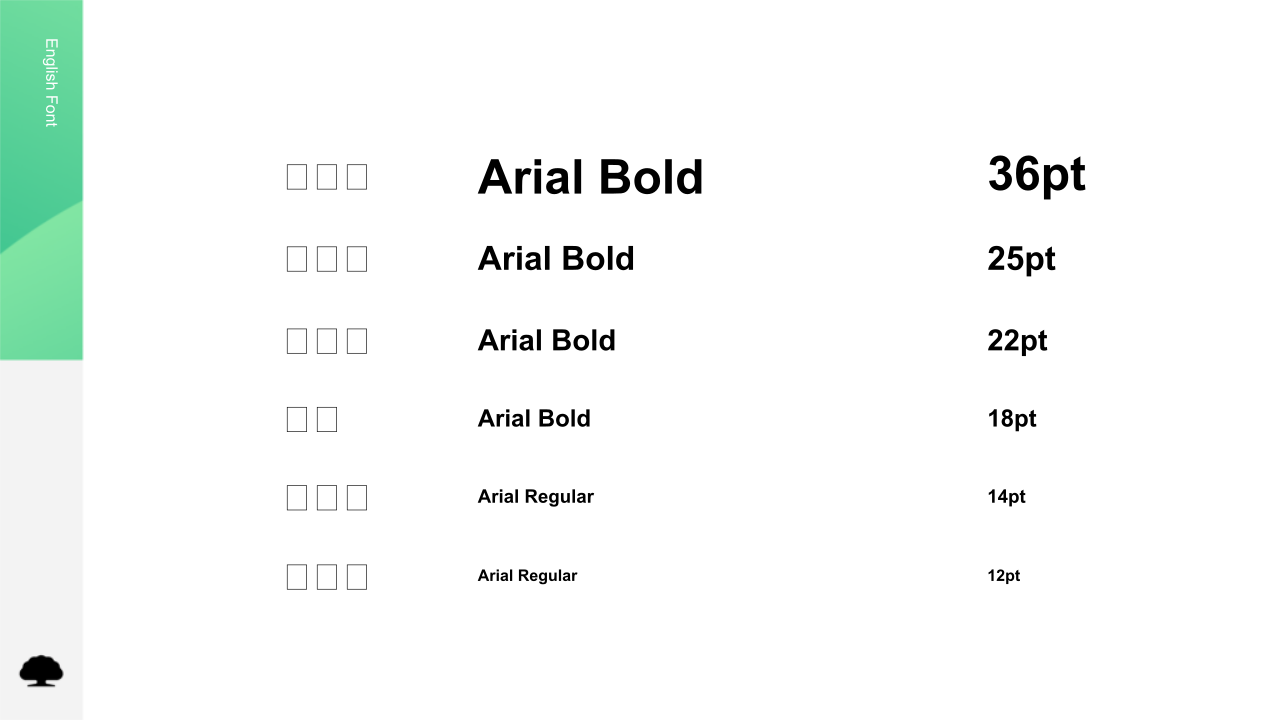 English Font
Arial Bold 36pt
Arial Bold 25pt
Arial Bold 22pt
Arial Bold 18pt
Arial Regular 14pt
Arial Regular 12pt